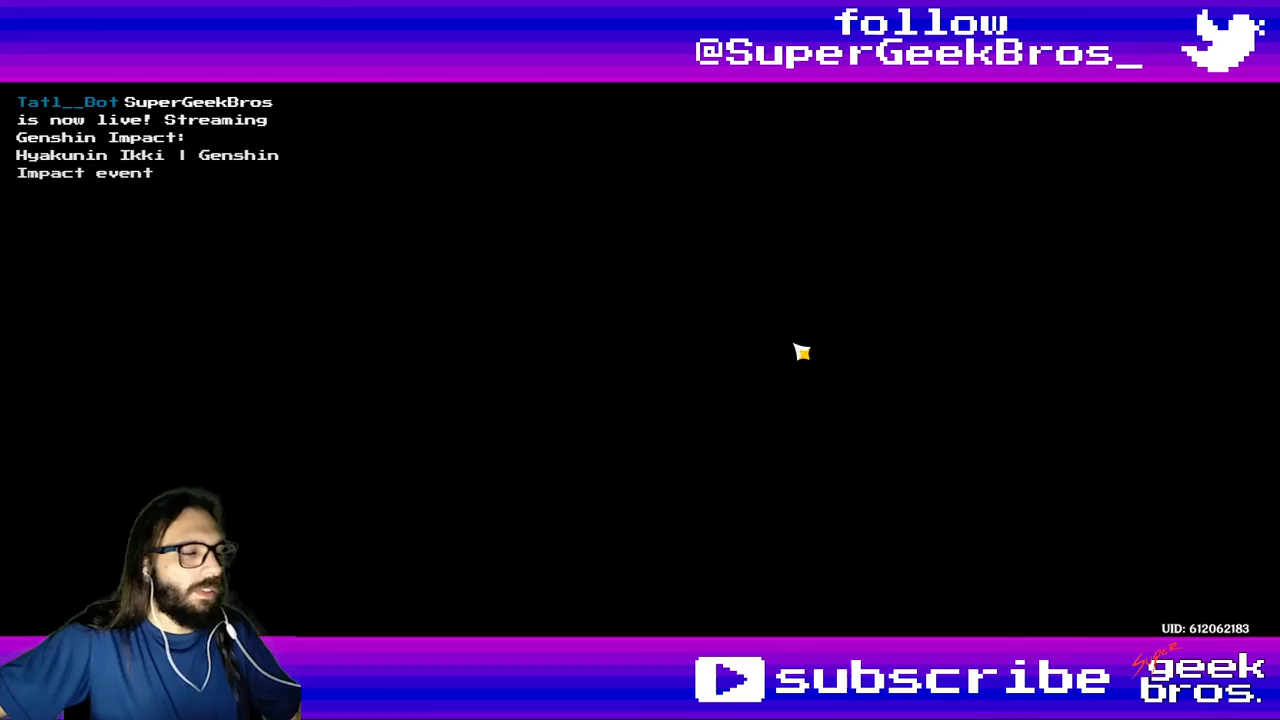 follow
@SuperGeekBros_
Tatl__Bot SuperGeekBros
is now live! Streaming
Genshin Impact:
Hyakunin Ikki | Genshin
Impact event
UID: 612062183
subscribe
SUPER
geek
bros.